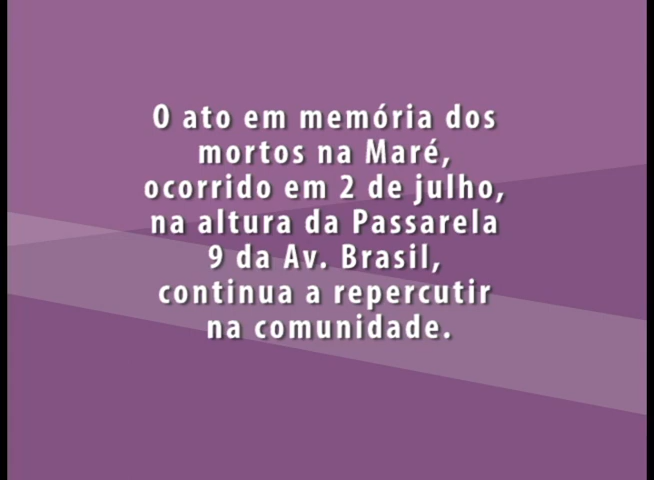 O ato em memória dos
mortos na Maré,
ocorrido em 2 de julho,
na altura da Passarela
9 da Av. Brasil,
continua a repercutir
na comunidade.